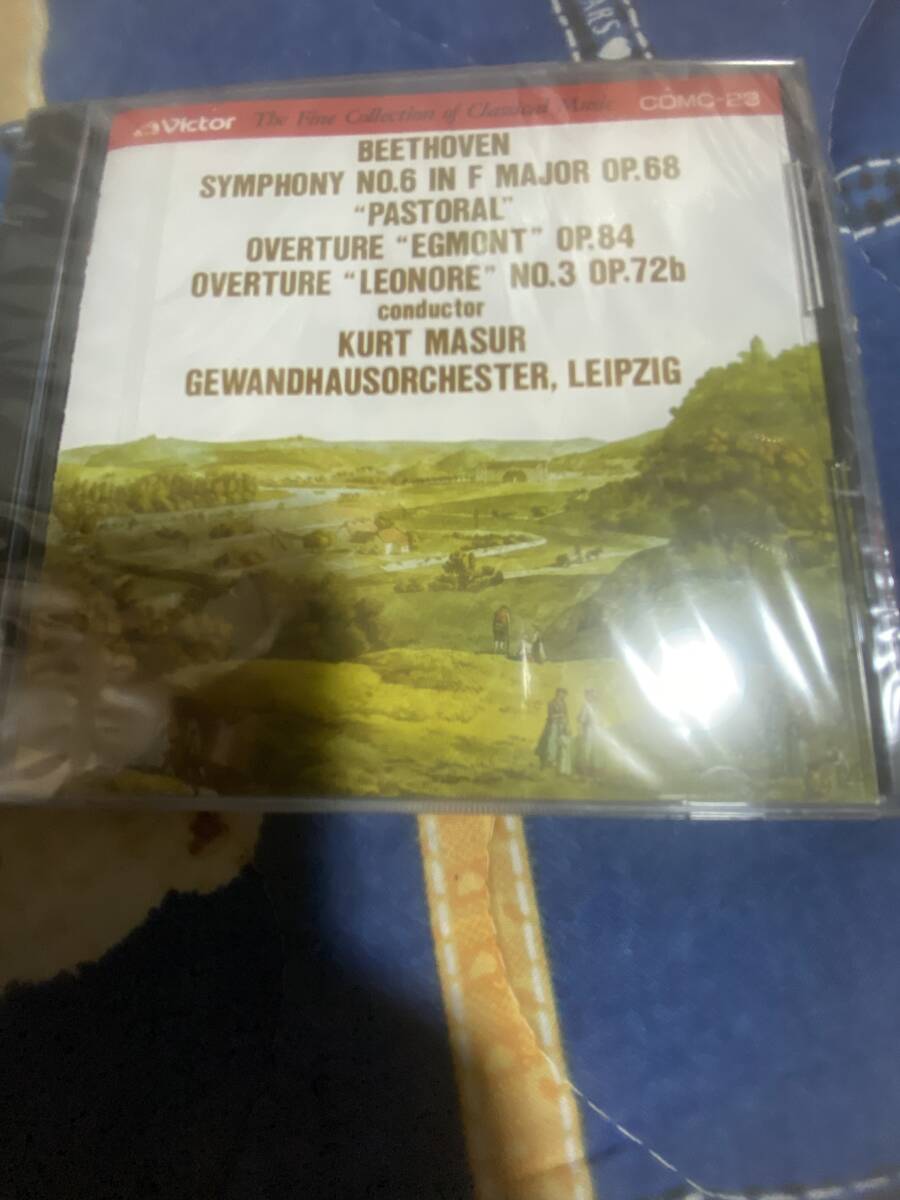 Victor The Fine Collection of Classical Music CDMC-23
BEETHOVEN
SYMPHONY NO.6 IN F MAJOR OP.68
"PASTORAL"
OVERTURE "EGMONT" OP.84
OVERTURE "LEONORE" NO.3 OP.72b
conductor
KURT MASUR
GEWANDHAUSORCHESTER, LEIPZIG